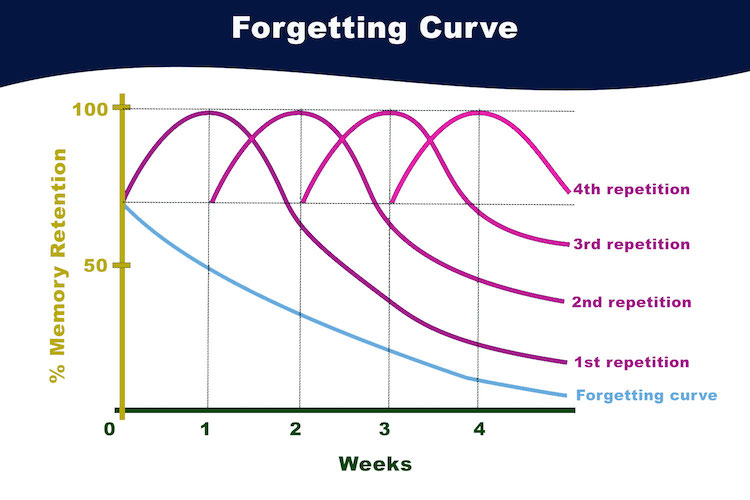 Forgetting Curve
100
% Memory Retention
50
4th repetition
3rd repetition
2nd repetition
1st repetition
Forgetting curve
0 1 2 3 4
Weeks